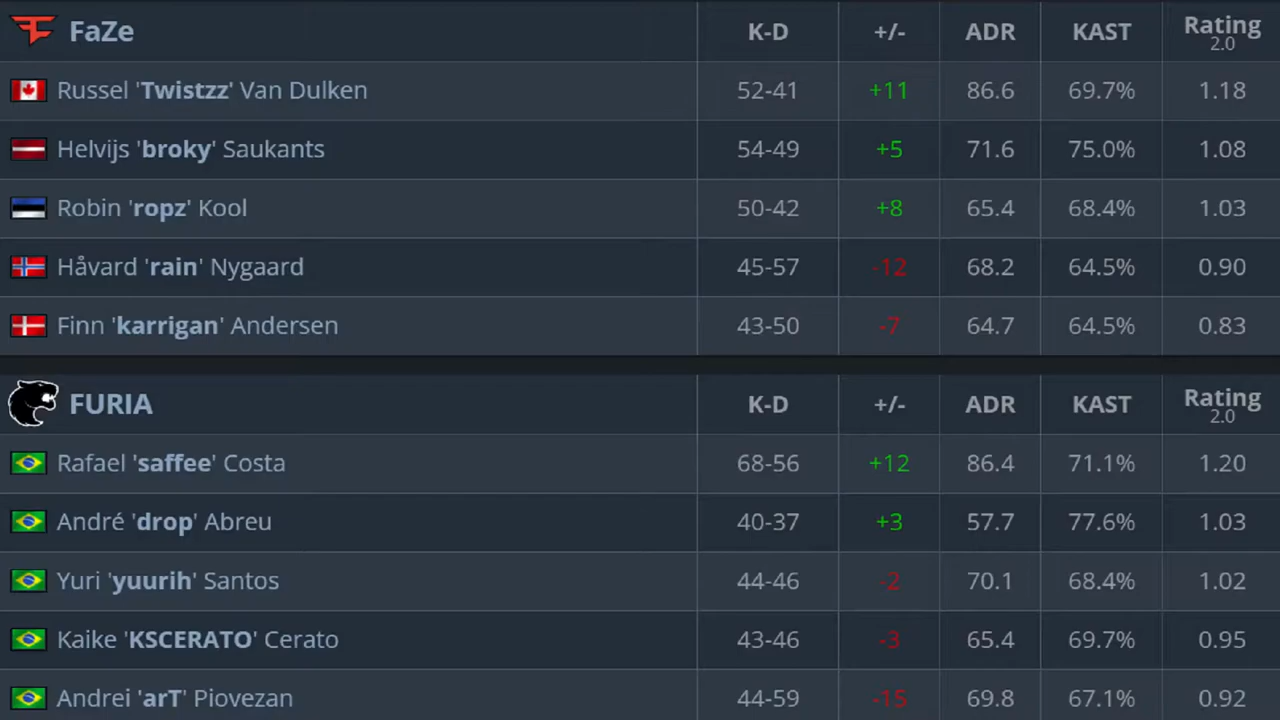 FaZe K-D +/- ADR KAST Rating 2.0
Russel 'Twistzz' Van Dulken 52-41 +11 86.6 69.7% 1.18
Helvijs 'broky' Saukants 54-49 +5 71.6 75.0% 1.08
Robin 'ropz' Kool 50-42 +8 65.4 68.4% 1.03
Håvard 'rain' Nygaard 45-57 -12 68.2 64.5% 0.90
Finn 'karrigan' Andersen 43-50 -7 64.7 64.5% 0.83
FURIA K-D +/- ADR KAST Rating 2.0
Rafael 'saffee' Costa 68-56 +12 86.4 71.1% 1.20
André 'drop' Abreu 40-37 +3 57.7 77.6% 1.03
Yuri 'yuurih' Santos 44-46 -2 70.1 68.4% 1.02
Kaike 'KSCERATO' Cerato 43-46 -3 65.4 69.7% 0.95
Andrei 'arT' Piovezan 44-59 -15 69.8 67.1% 0.92